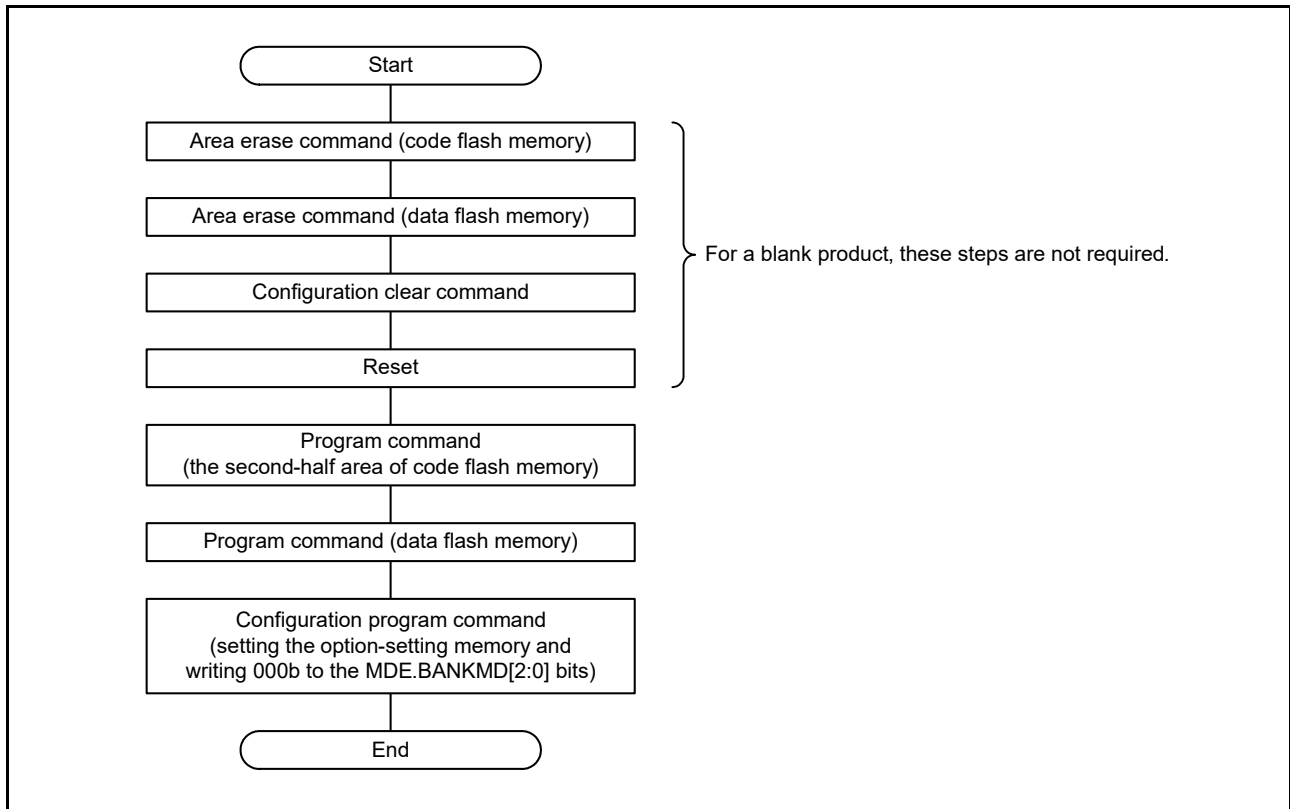 Start
Area erase command (code flash memory)
Area erase command (data flash memory)
Configuration clear command
For a blank product, these steps are not required.
Reset
Program command
(the second-half area of code flash memory)
Program command (data flash memory)
Configuration program command
(setting the option-setting memory and
writing 000b to the MDE.BANKMD[2:0] bits)
End